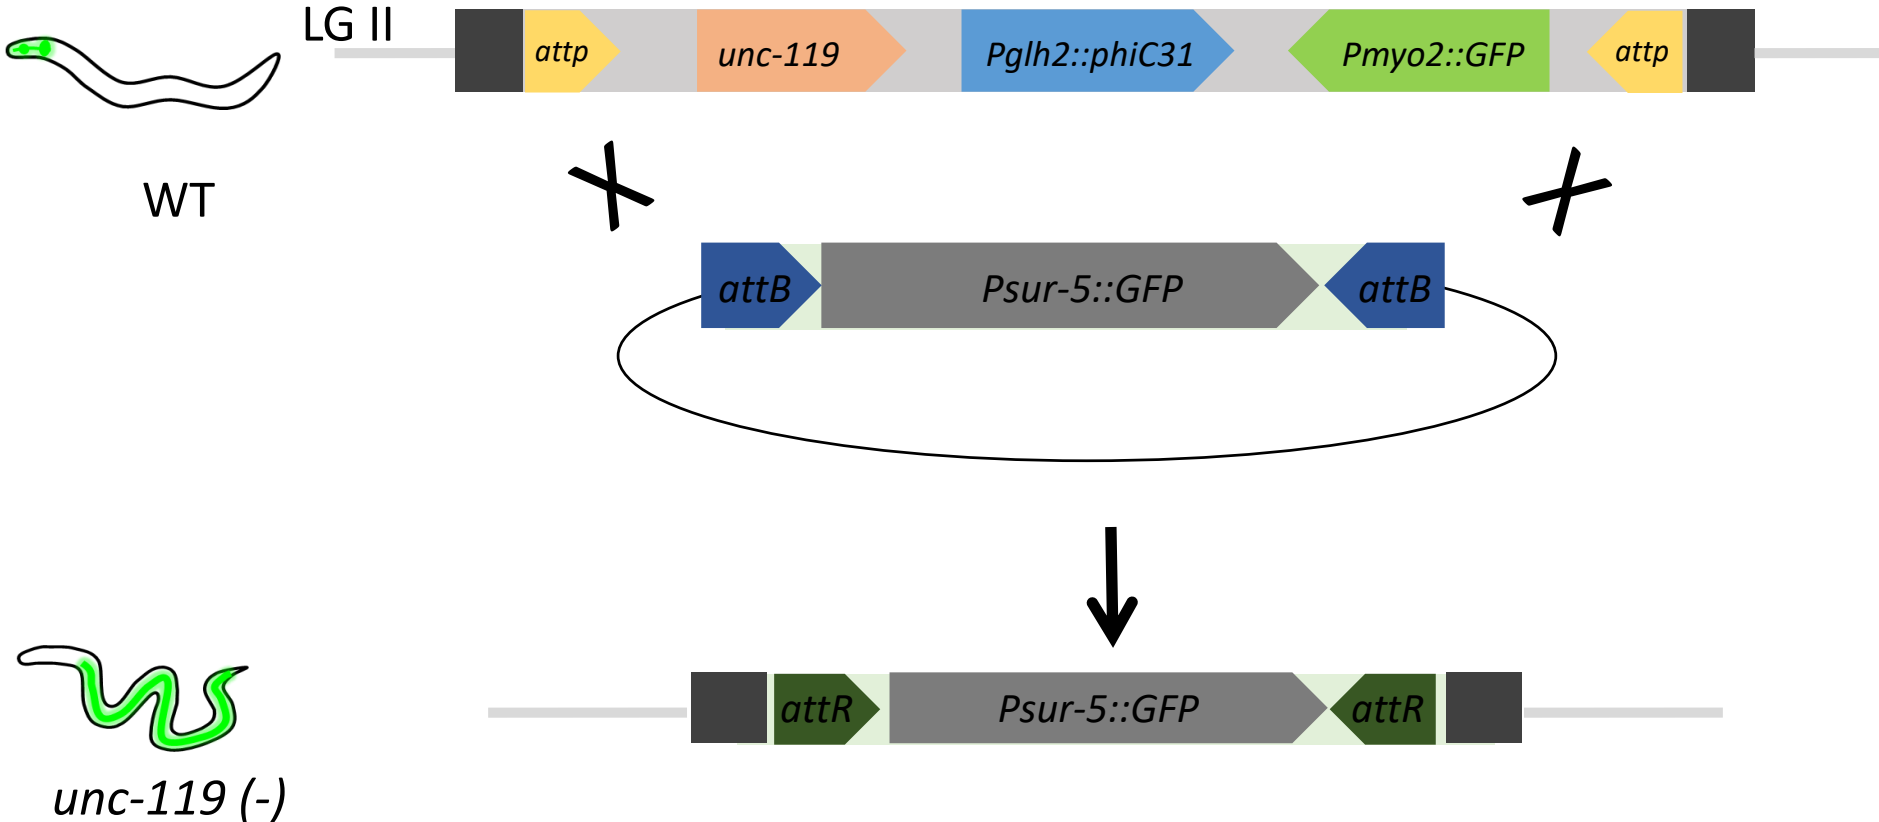 LG II
attp
unc-119
Pglh2::phiC31
Pmyo2::GFP
attp
WT
attB
Psur-5::GFP
attB
attR
Psur-5::GFP
attR
unc-119 (-)